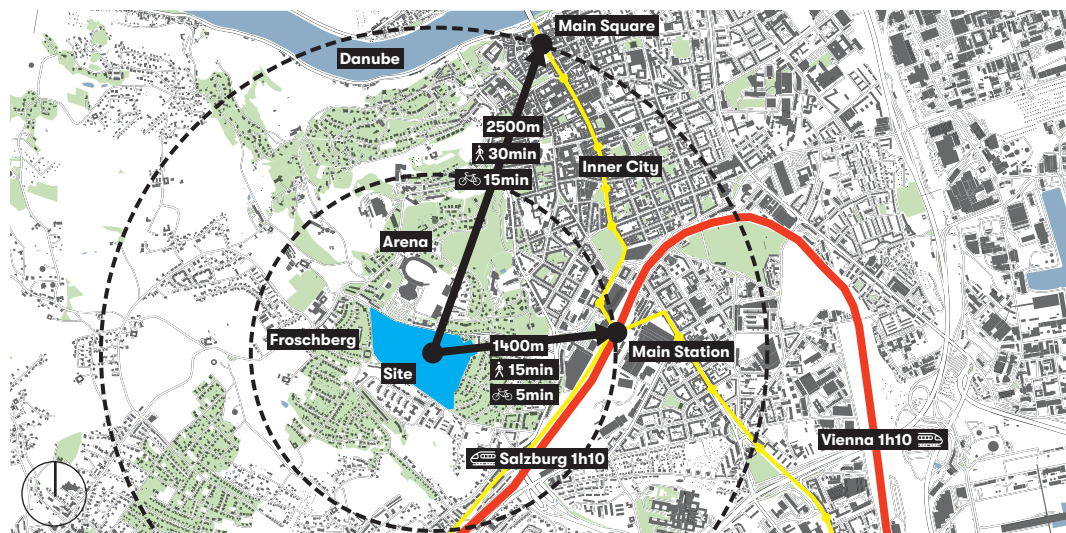 Main Square
Danube
2500m
30min
Inner City
15min
Arena
Froschberg
1400m
Main Station
Site
15min
5min
Vienna 1h10
Salzburg 1h10